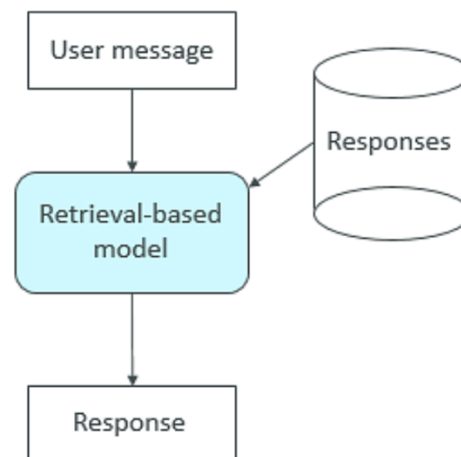 User message
Responses
Retrieval-based
model
Response